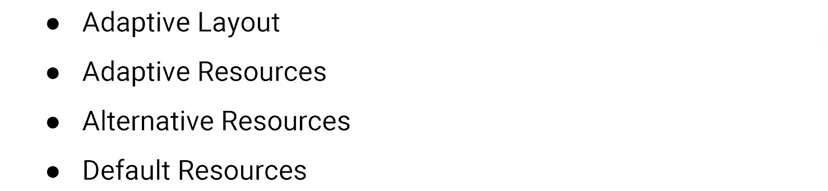 ● Adaptive Layout
● Adaptive Resources
● Alternative Resources
● Default Resources